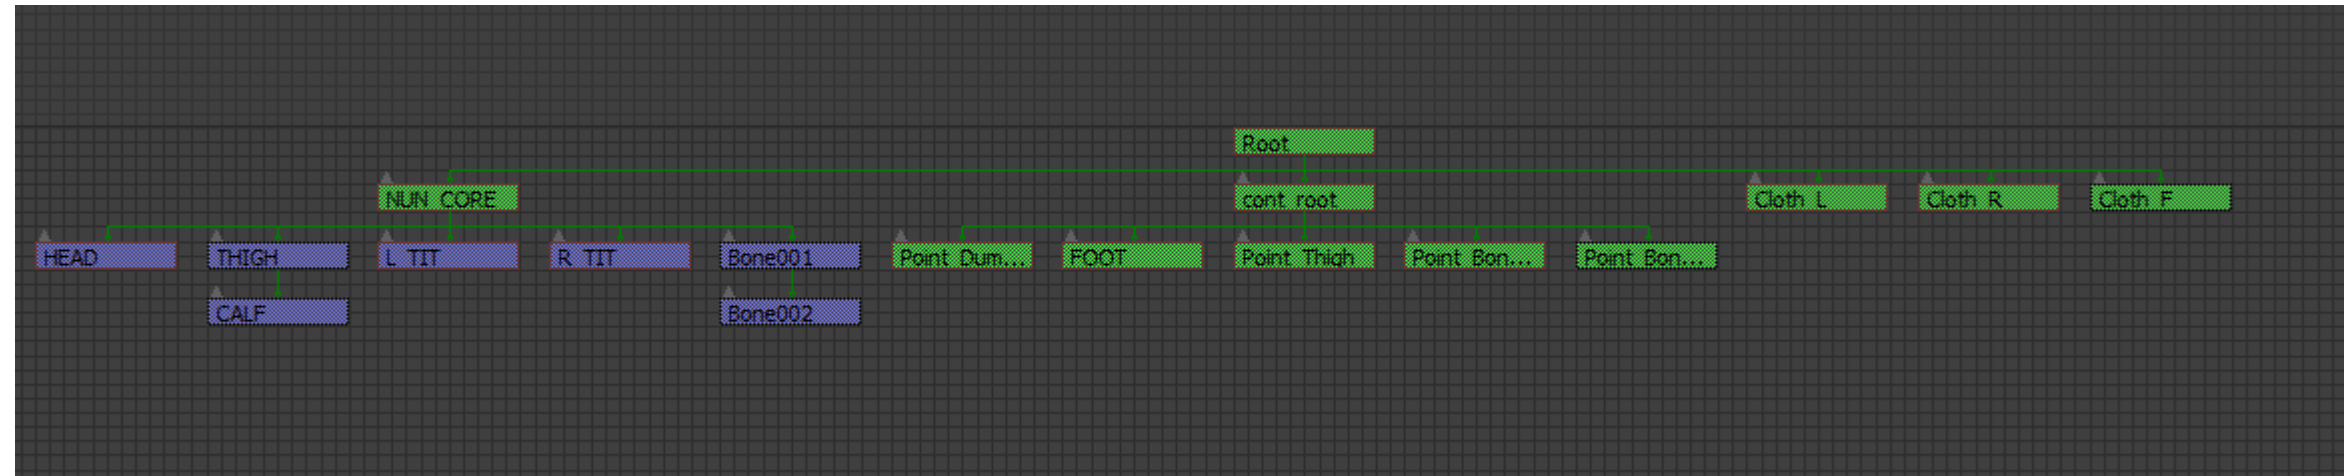 Root
NUN CORE
cont root
Cloth L
Cloth R
Cloth F
HEAD
THIGH
L TIT
R TIT
Bone001
Point Dum...
FOOT
Point Thigh
Point Bon...
Point Bon...
CALF
Bone002